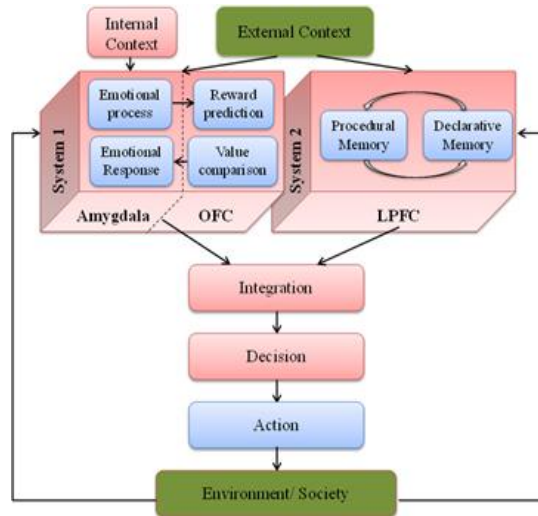 Internal
Context
External Context
System 1
Emotional
process
Reward
prediction
Emotional
Response
Value
comparison
Amygdala
OFC
System 2
Procedural
Memory
Declarative
Memory
LPFC
Integration
Decision
Action
Environment/ Society